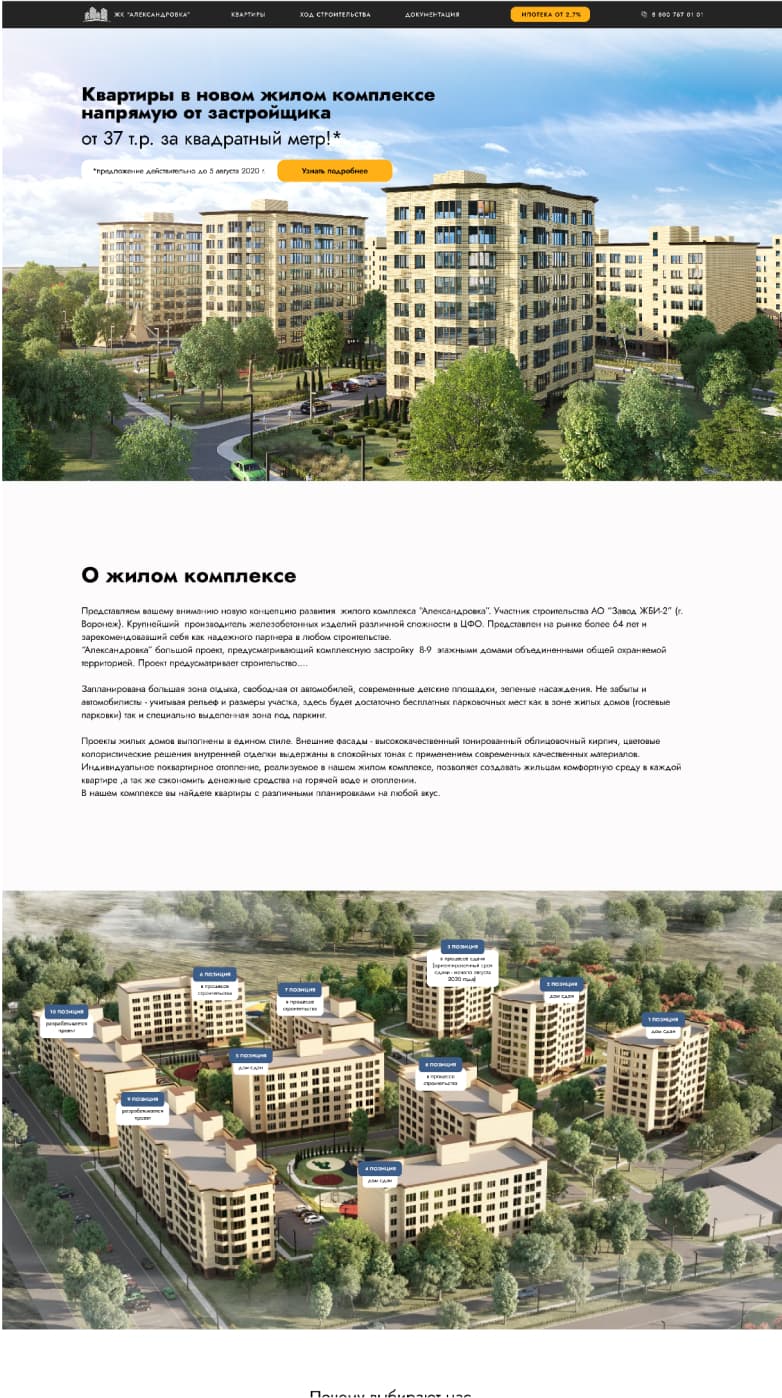 ЖК "АЛЕКСАНДРОВКА"
КВАРТИРЫ
ХОД СТРОИТЕЛЬСТВА
ДОКУМЕНТАЦИЯ
ИПОТЕКА ОТ 2,7%
8 800 767 01 01
Квартиры в новом жилом комплексе
напрямую от застройщика
от 37 т.р. за квадратный метр!*
*предложение действительно до 5 августа 2020 г.
Узнать подробнее
О жилом комплексе
Представляем вашему вниманию новую концепцию развития жилого комплекса "Александровка". Участник строительства АО "Завод ЖБИ-2" (г.
Воронеж). Крупнейший производитель железобетонных изделий различной сложности в ЦФО. Представлен на рынке более 64 лет и
зарекомендовавший себя как надежного партнера в любом строительстве.
"Александровка" большой проект, предусматривающий комплексную застройку 8-9 этажными домами объединенными общей охраняемой
территорией. Проект предусматривает строительство....
Запланирована большая зона отдыха, свободная от автомобилей, современные детские площадки, зеленые насаждения. Не забыты и
автомобилисты - учитывая рельеф и размеры участка, здесь будет достаточно бесплатных парковочных мест как в зоне жилых домов (гостевые
парковки) так и специально выделенная зона под паркинг.
Проекты жилых домов выполнены в едином стиле. Внешние фасады - высококачественный тонированный облицовочный кирпич, цветовые
колористические решения внутренней отделки выдержаны в спокойных тонах с применением современных качественных материалов.
Индивидуальное поквартирное отопление, реализуемое в нашем жилом комплексе, позволяет создавать жильцам комфортную среду в каждой
квартире ,а так же сэкономить денежные средства на горячей воде и отоплении.
В нашем комплексе вы найдете квартиры с различными планировками на любой вкус.
3 ПОЗИЦИЯ
в процессе сдачи
(ориентировочный срок
сдачи - начало августа
2020 года)
6 ПОЗИЦИЯ
в процессе
строительства
2 ПОЗИЦИЯ
дом сдан
7 ПОЗИЦИЯ
в процессе
строительства
10 ПОЗИЦИЯ
разрабатывается
проект
1 ПОЗИЦИЯ
дом сдан
5 ПОЗИЦИЯ
дом сдан
8 ПОЗИЦИЯ
в процессе
строительства
9 ПОЗИЦИЯ
разрабатывается
проект
4 ПОЗИЦИЯ
дом сдан
Почему выбирают нас